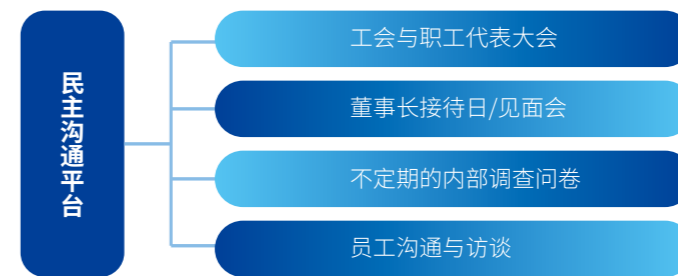 民主沟通平台
工会与职工代表大会
董事长接待日/见面会
不定期的内部调查问卷
员工沟通与访谈